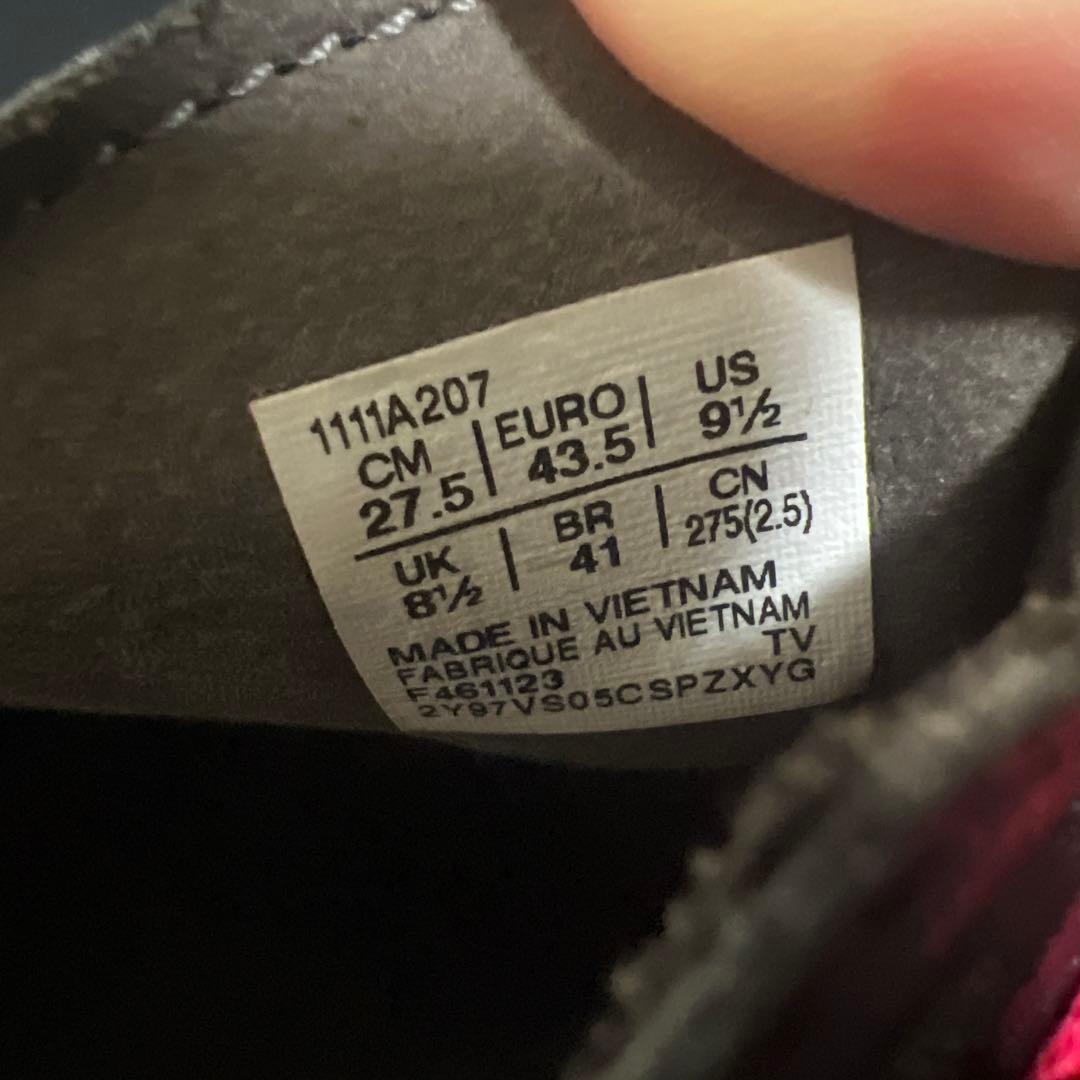 1111A207
CM | EURO | US
27.5 | 43.5 | 9½
UK | BR | CN
8½ | 41 | 275(2.5)
MADE IN VIETNAM
FABRIQUE AU VIETNAM
F461123 TV
2Y97VS05CSPZXYG